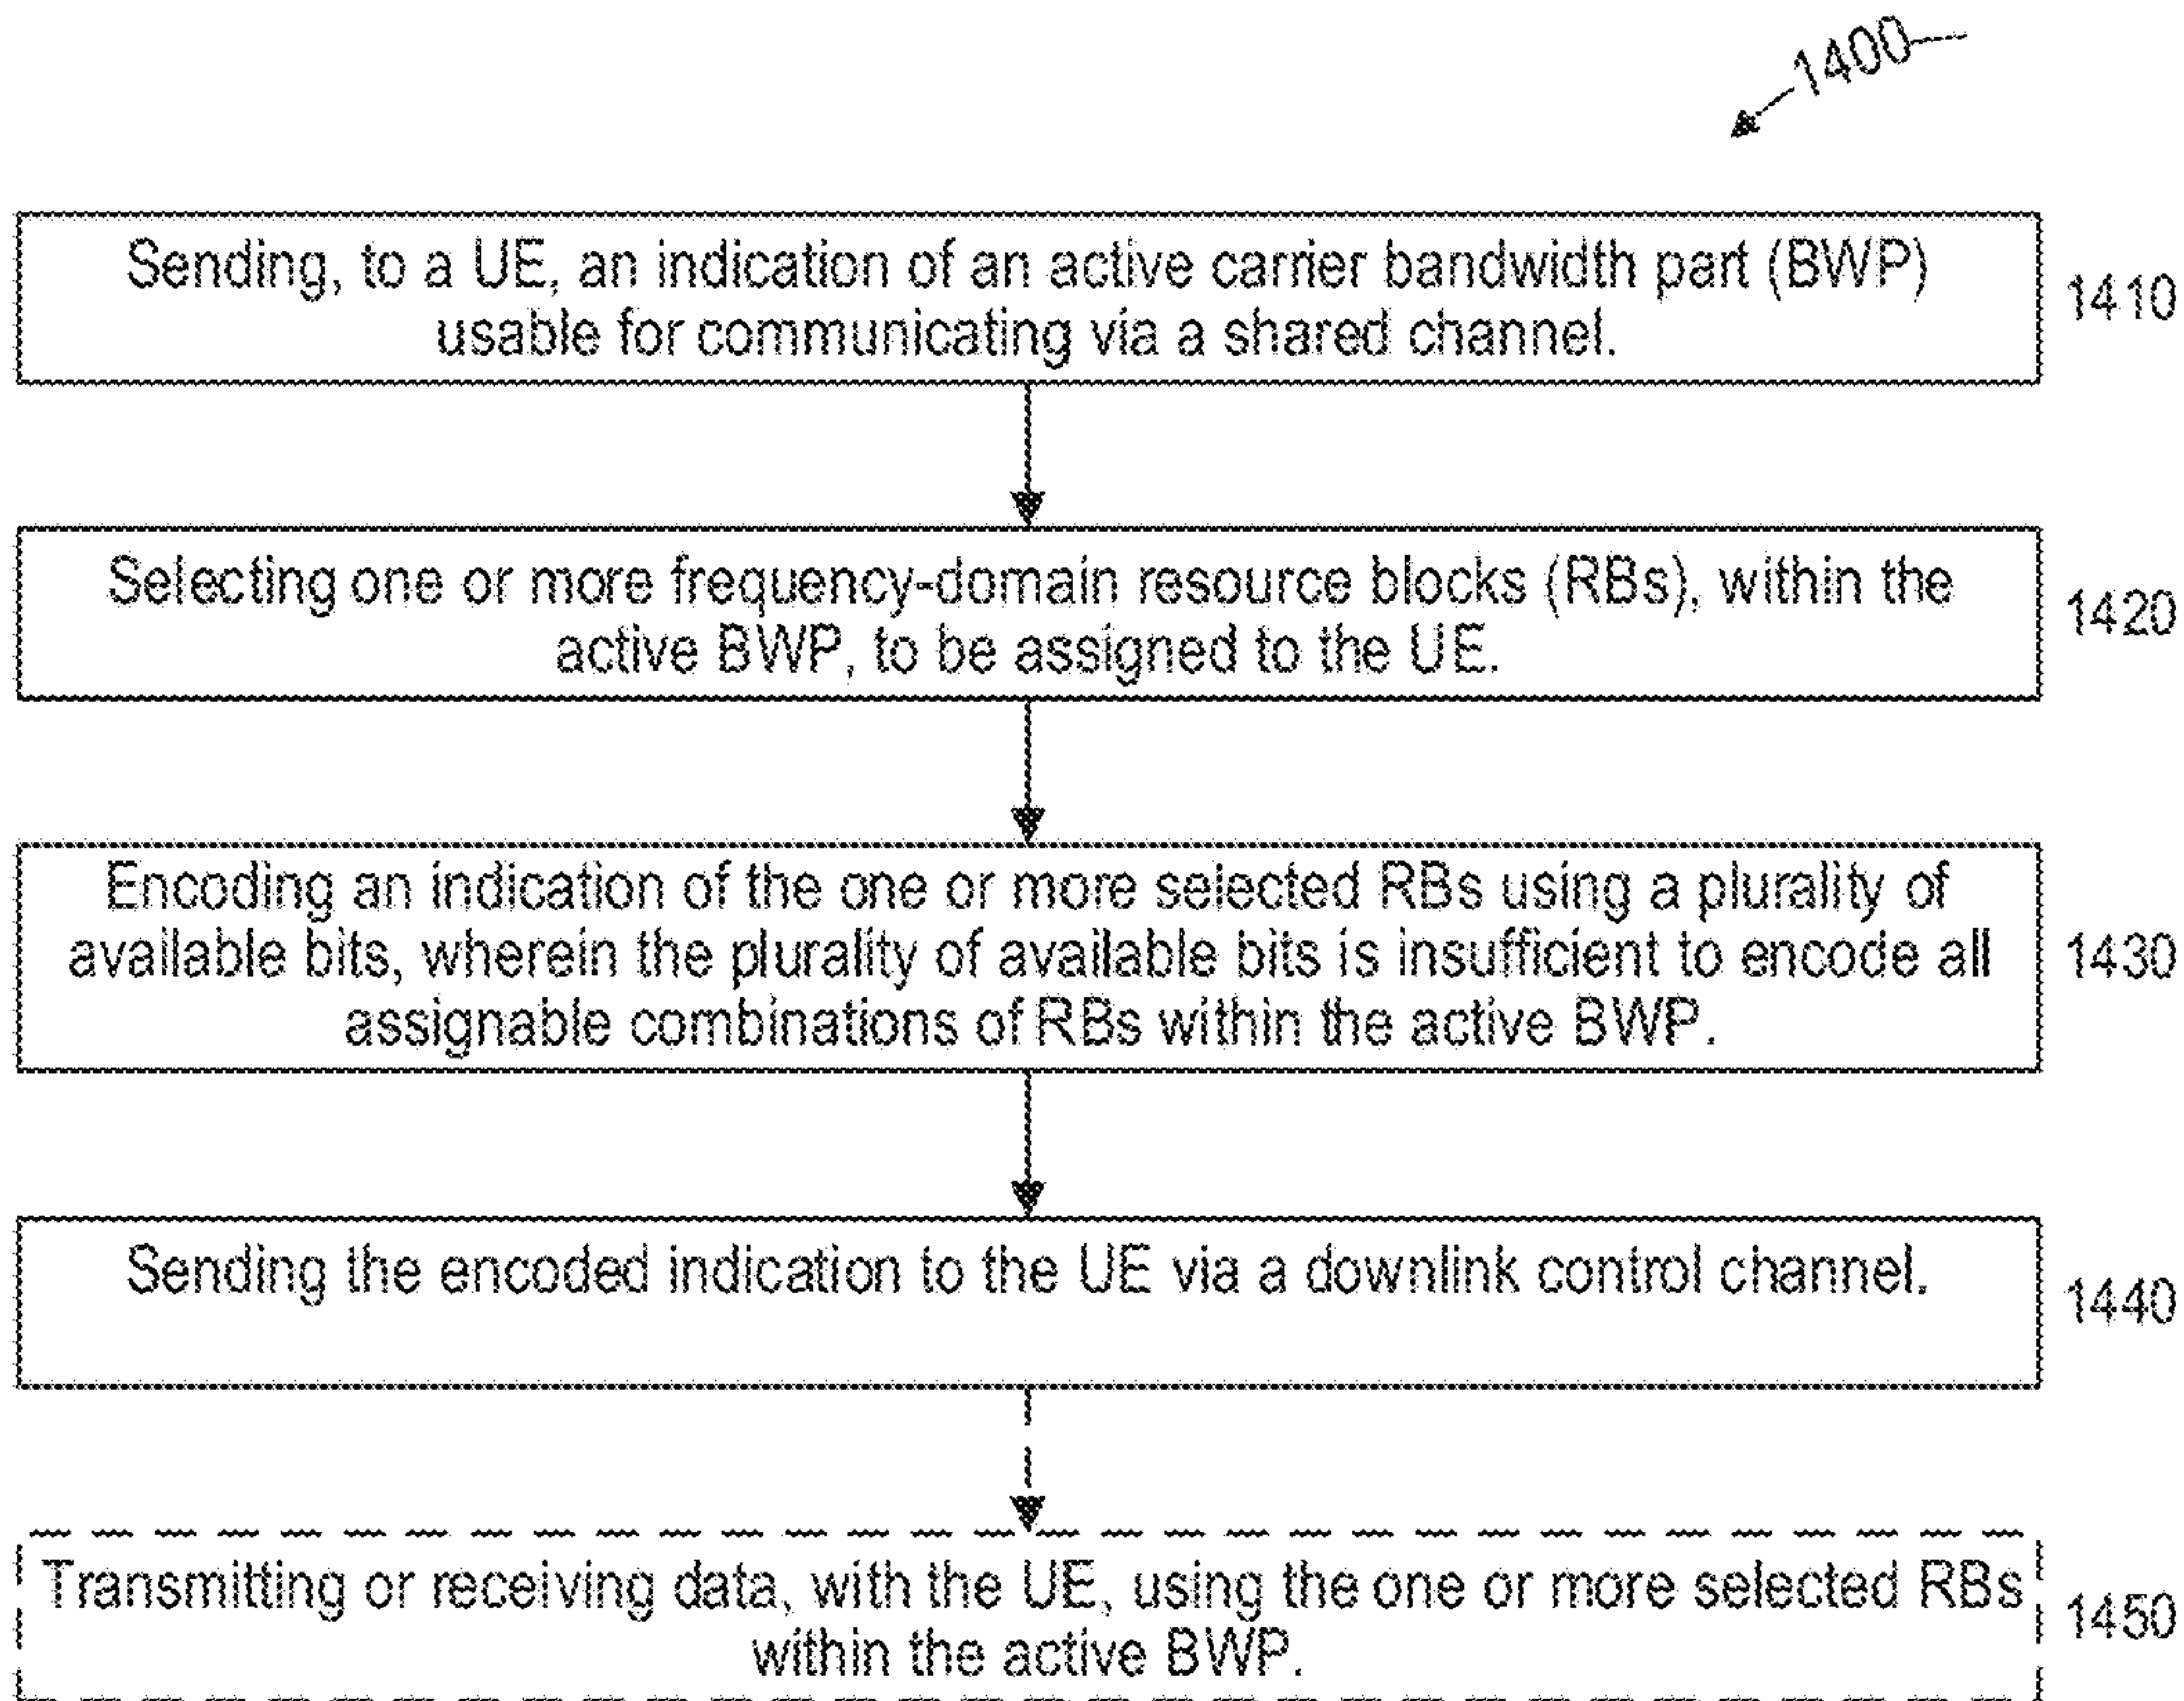 1400
Sending, to a UE, an indication of an active carrier bandwidth part (BWP)
usable for communicating via a shared channel.
1410
Selecting one or more frequency-domain resource blocks (RBs), within the
active BWP, to be assigned to the UE.
1420
Encoding an indication of the one or more selected RBs using a plurality of
available bits, wherein the plurality of available bits is insufficient to encode all
assignable combinations of RBs within the active BWP.
1430
Sending the encoded indication to the UE via a downlink control channel.
1440
Transmitting or receiving data, with the UE, using the one or more selected RBs
within the active BWP.
1450